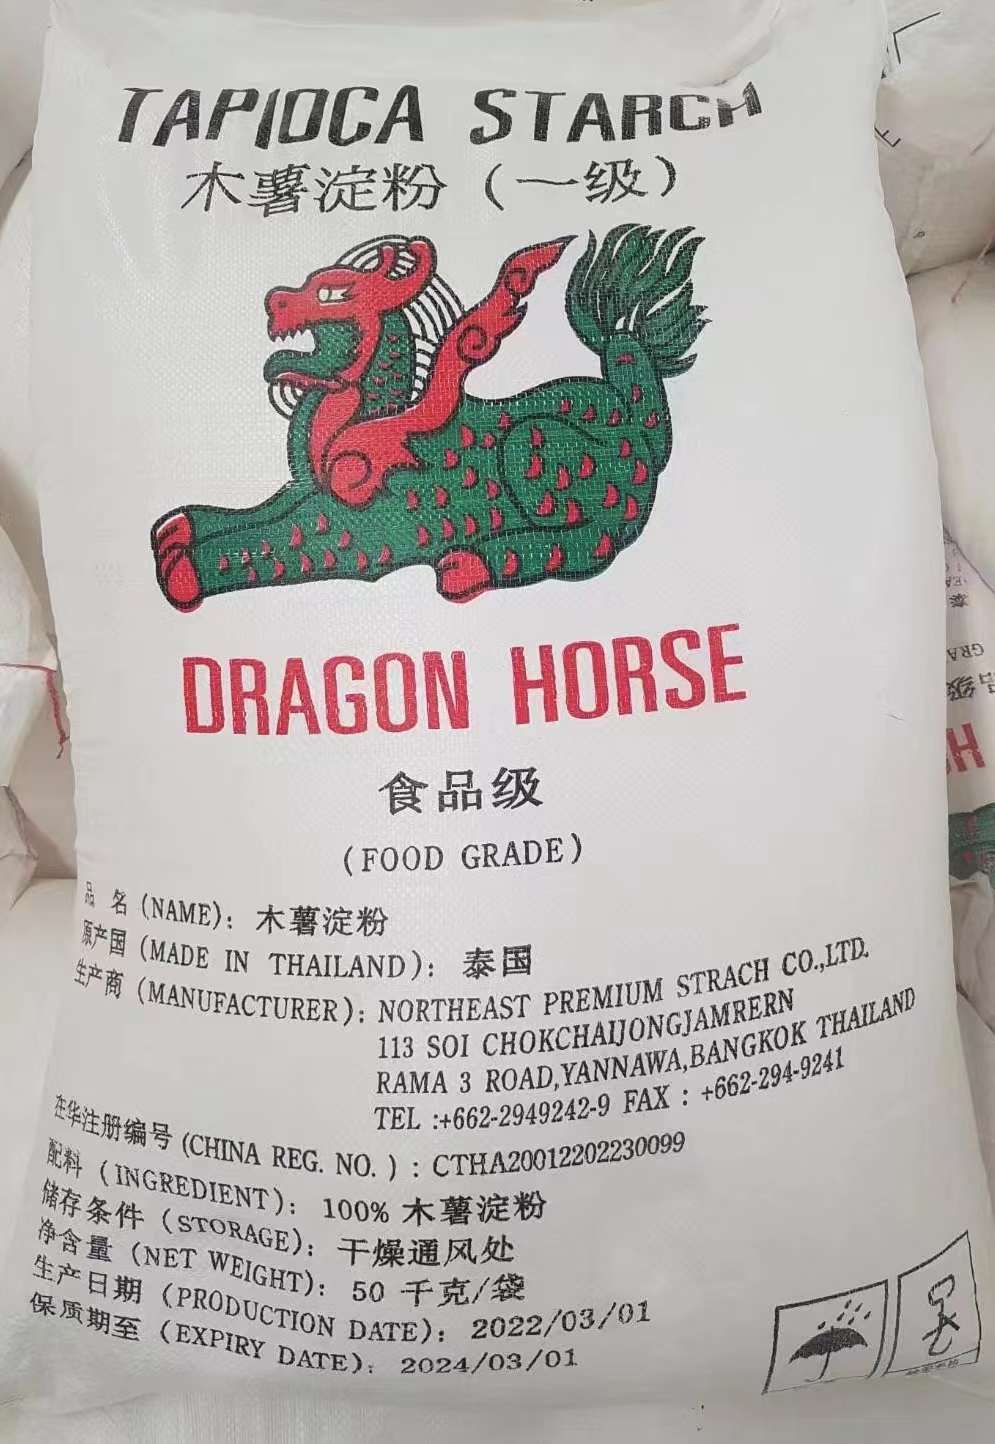 TAPIOCA STARCH
木薯淀粉（一级）
DRAGON HORSE
食品级
(FOOD GRADE)
品 名 (NAME): 木薯淀粉
原产国 (MADE IN THAILAND): 泰国
生产商 (MANUFACTURER): NORTHEAST PREMIUM STRACH CO.,LTD.
113 SOI CHOKCHAIJONGJAMRERN
RAMA 3 ROAD,YANNAWA,BANGKOK THAILAND
TEL :+662-2949242-9 FAX : +662-294-9241
在华注册编号 (CHINA REG. NO. ) : CTHA20012202230099
配料 (INGREDIENT): 100% 木薯淀粉
储存条件 (STORAGE): 干燥通风处
净含量 (NET WEIGHT): 50 千克/袋
生产日期 (PRODUCTION DATE): 2022/03/01
保质期至 (EXPIRY DATE): 2024/03/01